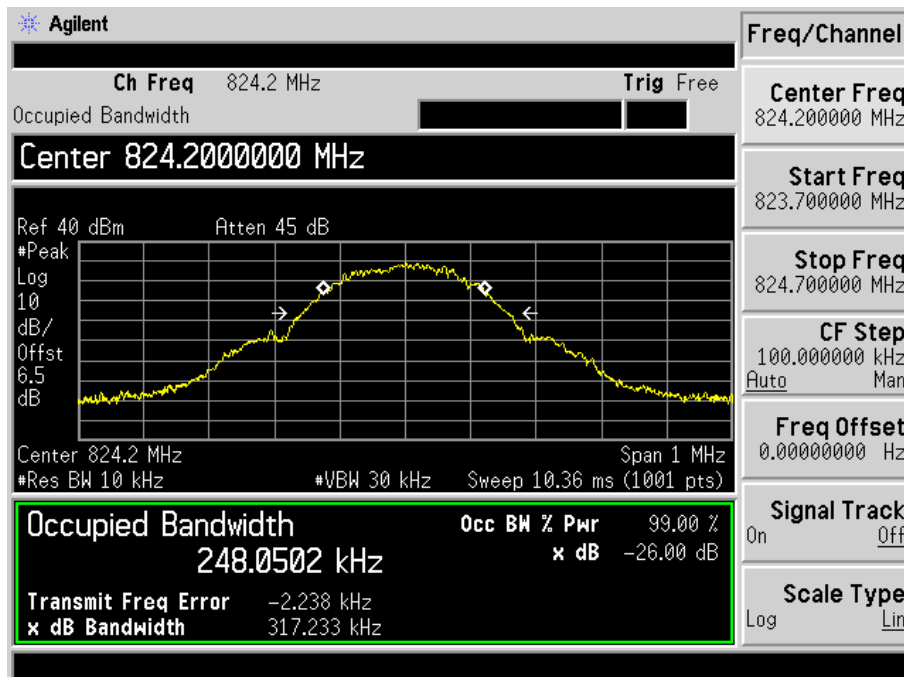 Agilent
Ch Freq 824.2 MHz Trig Free
Occupied Bandwidth
Center 824.2000000 MHz
Ref 40 dBm Atten 45 dB
#Peak
Log
10
dB/
Offst
6.5
dB
Center 824.2 MHz Span 1 MHz
#Res BW 10 kHz #VBW 30 kHz Sweep 10.36 ms (1001 pts)
Occupied Bandwidth
248.0502 kHz
Occ BW % Pwr 99.00 %
x dB -26.00 dB
Transmit Freq Error -2.238 kHz
x dB Bandwidth 317.233 kHz
Freq/Channel
Center Freq
824.200000 MHz
Start Freq
823.700000 MHz
Stop Freq
824.700000 MHz
CF Step
100.000000 kHz
Auto Man
Freq Offset
0.00000000 Hz
Signal Track
On Off
Scale Type
Log Lin